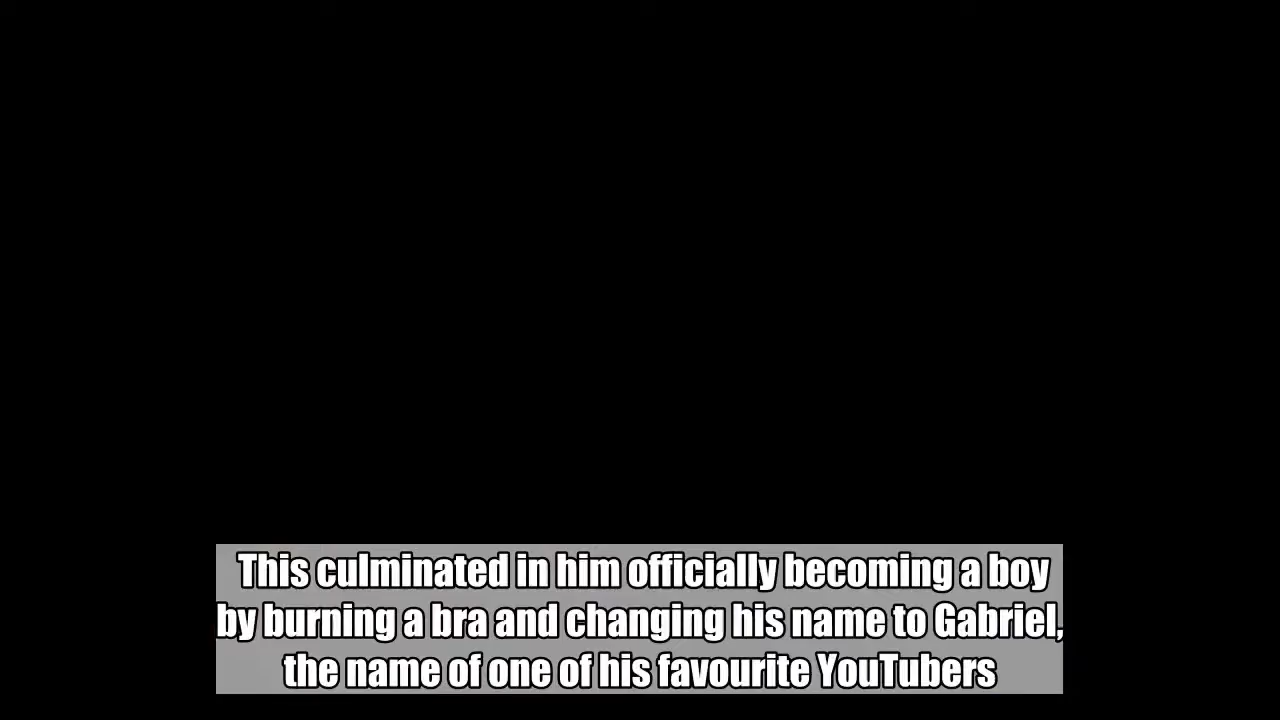 This culminated in him officially becoming a boy
by burning a bra and changing his name to Gabriel,
the name of one of his favourite YouTubers